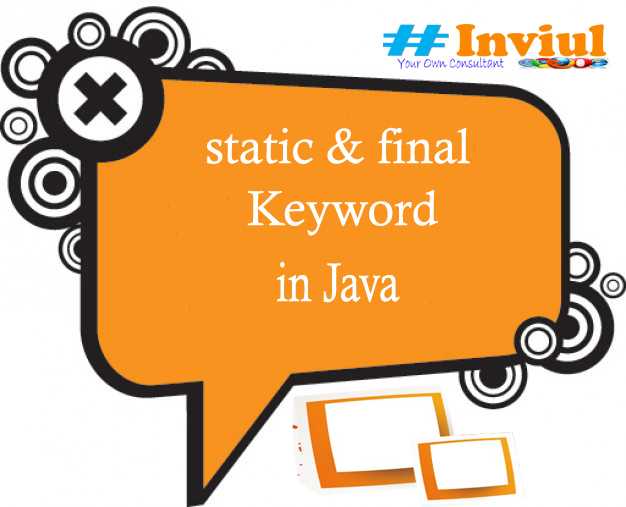 # Inviul
Your Own Consultant
static & final
Keyword
in Java